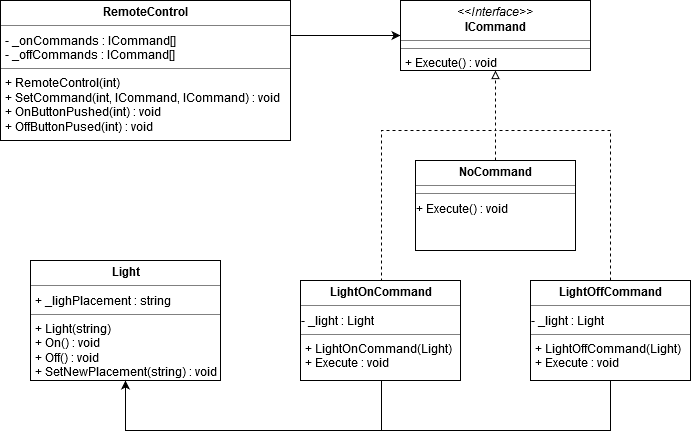 RemoteControl
- _onCommands : ICommand[]
- _offCommands : ICommand[]
+ RemoteControl(int)
+ SetCommand(int, ICommand, ICommand) : void
+ OnButtonPushed(int) : void
+ OffButtonPused(int) : void
<<Interface>>
ICommand
+ Execute() : void
NoCommand
+ Execute() : void
Light
+ _lighPlacement : string
+ Light(string)
+ On() : void
+ Off() : void
+ SetNewPlacement(string) : void
LightOnCommand
- _light : Light
+ LightOnCommand(Light)
+ Execute : void
LightOffCommand
- _light : Light
+ LightOffCommand(Light)
+ Execute : void